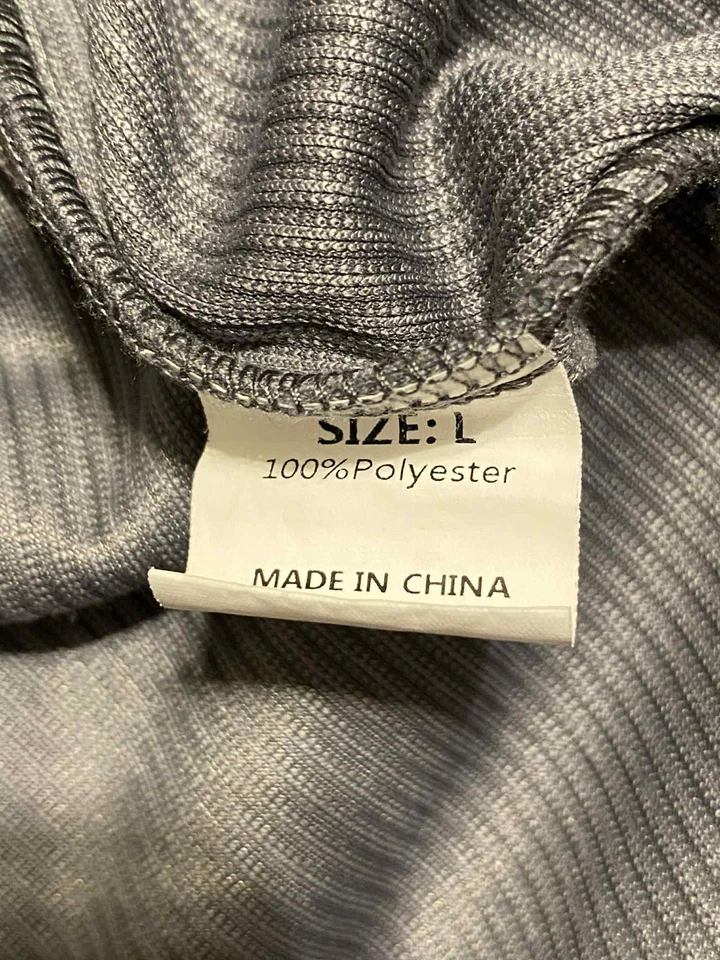 SIZE: L
100%Polyester
MADE IN CHINA